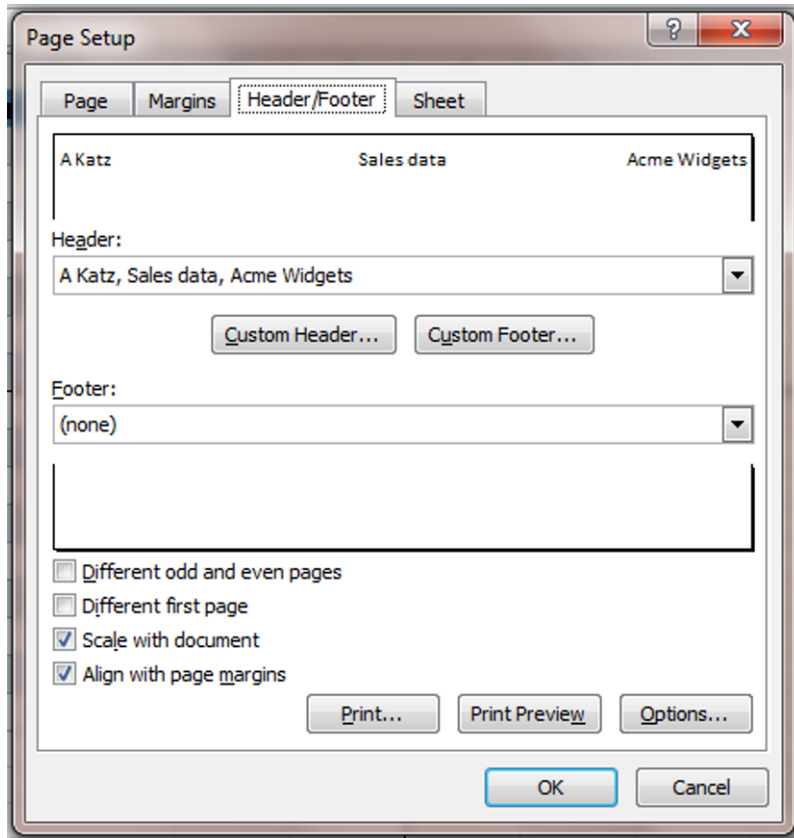 Page Setup
?
X
Page Margins Header/Footer Sheet
A Katz Sales data Acme Widgets
Header:
A Katz, Sales data, Acme Widgets
Custom Header... Custom Footer...
Footer:
(none)
Different odd and even pages
Different first page
Scale with document
Align with page margins
Print... Print Preview Options...
OK Cancel